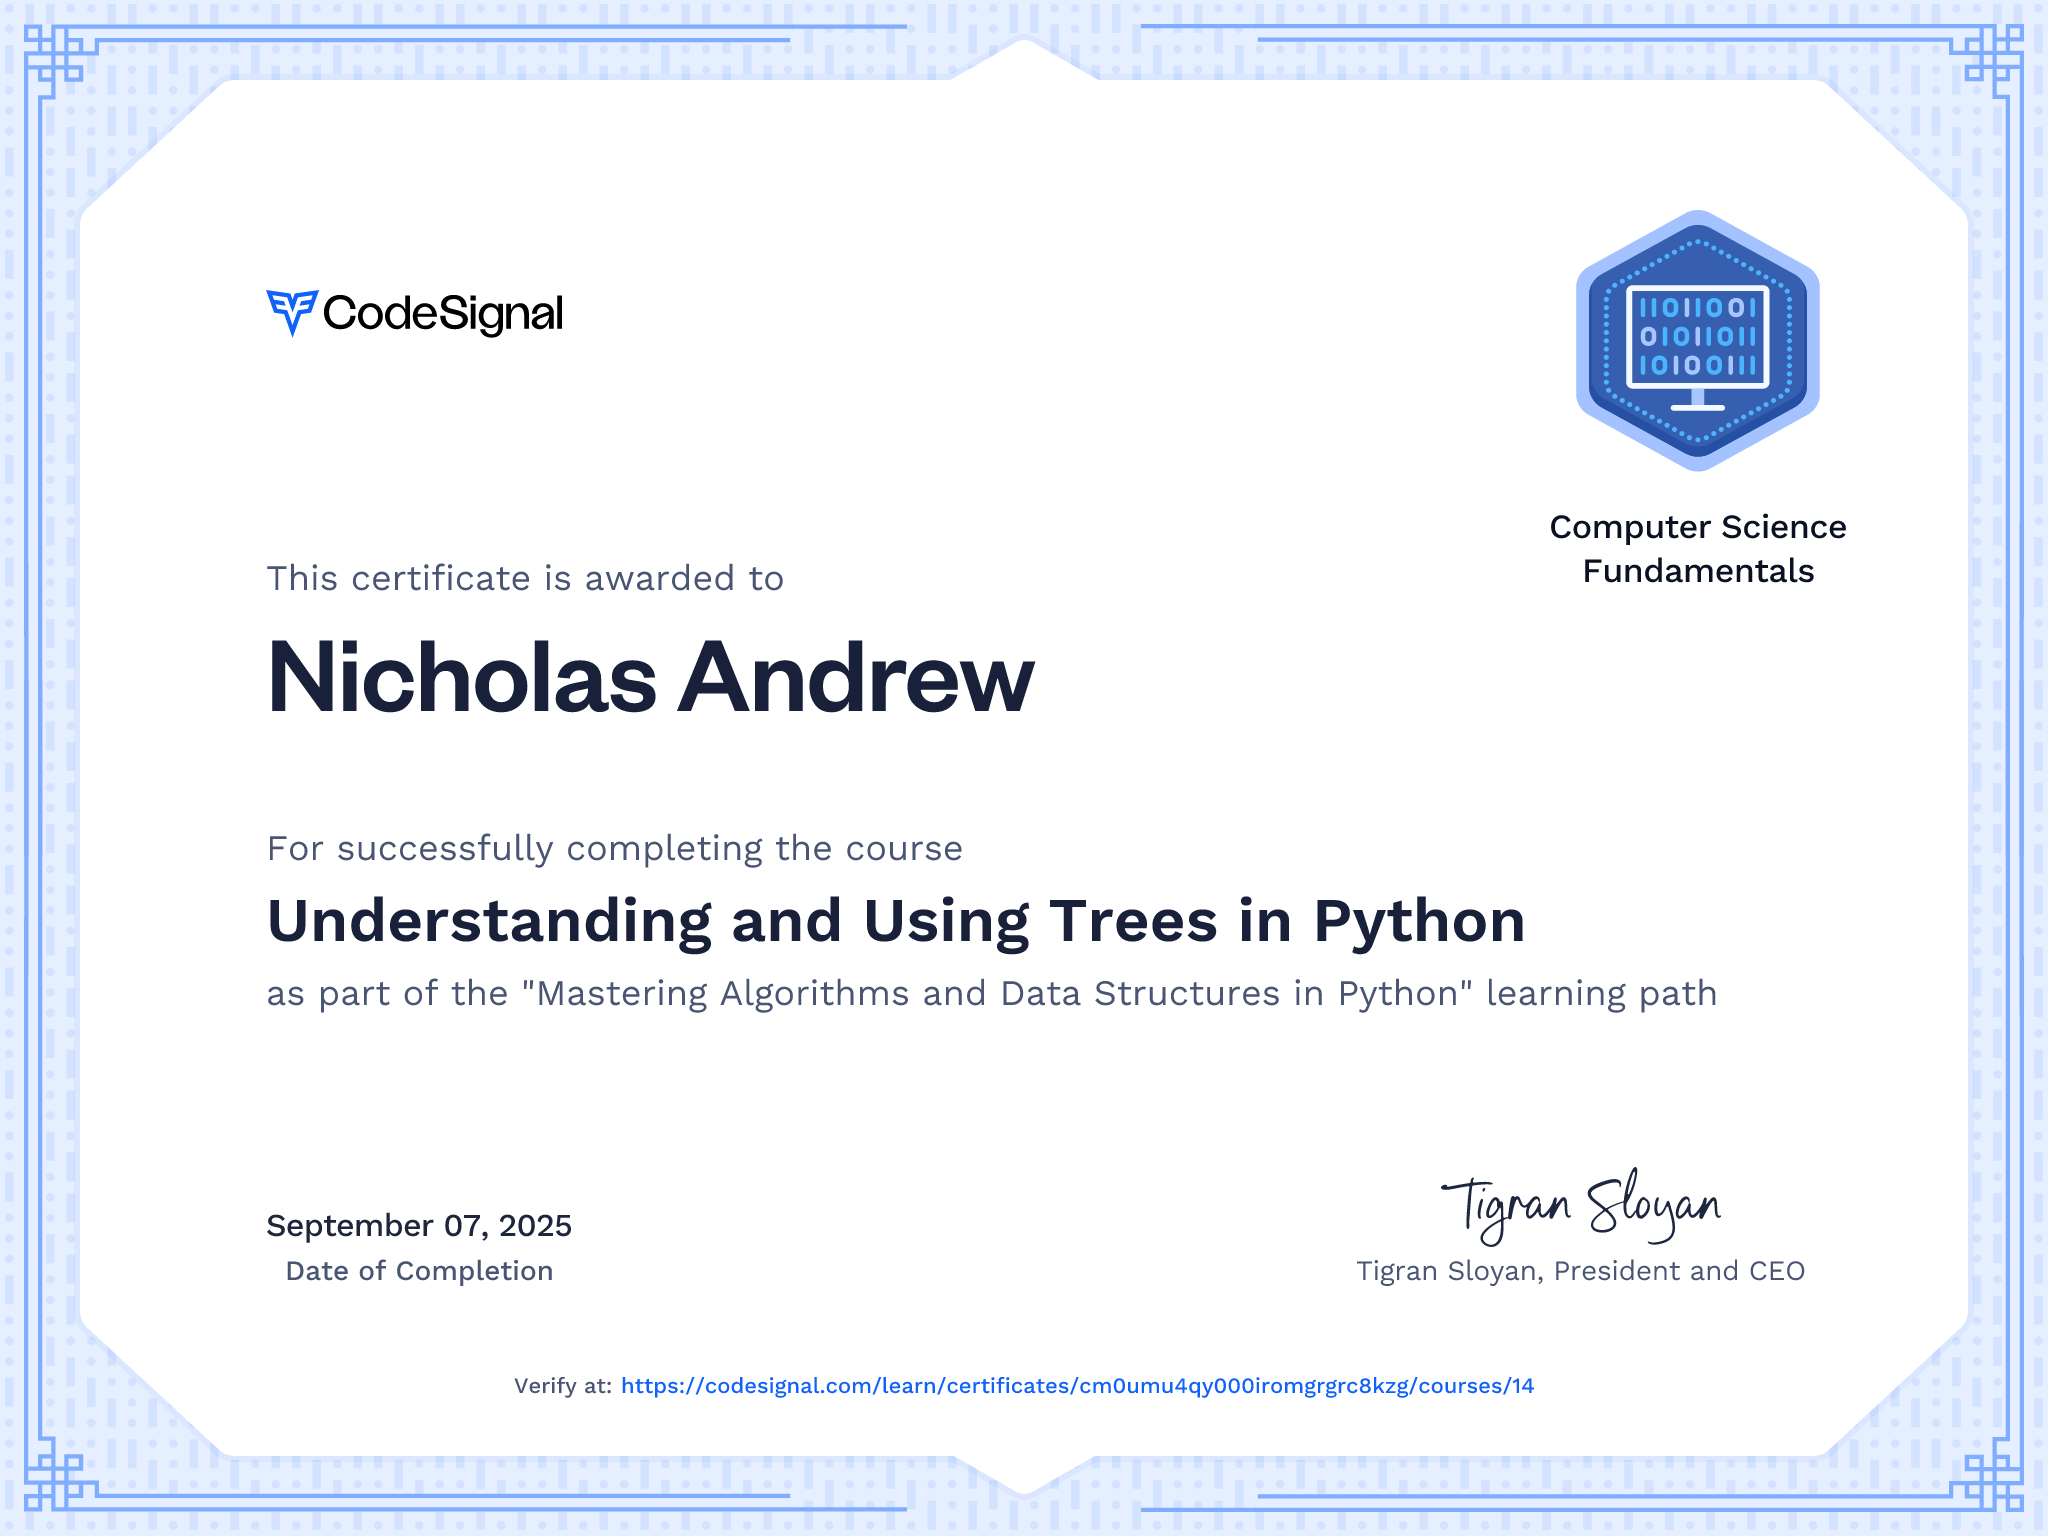 CodeSignal
11011001
01011011
10100111
Computer Science
Fundamentals
This certificate is awarded to
Nicholas Andrew
For successfully completing the course
Understanding and Using Trees in Python
as part of the "Mastering Algorithms and Data Structures in Python" learning path
September 07, 2025
Date of Completion
Tigran Sloyan
Tigran Sloyan, President and CEO
Verify at: https://codesignal.com/learn/certificates/cm0umu4qy000iromgrgrc8kzg/courses/14